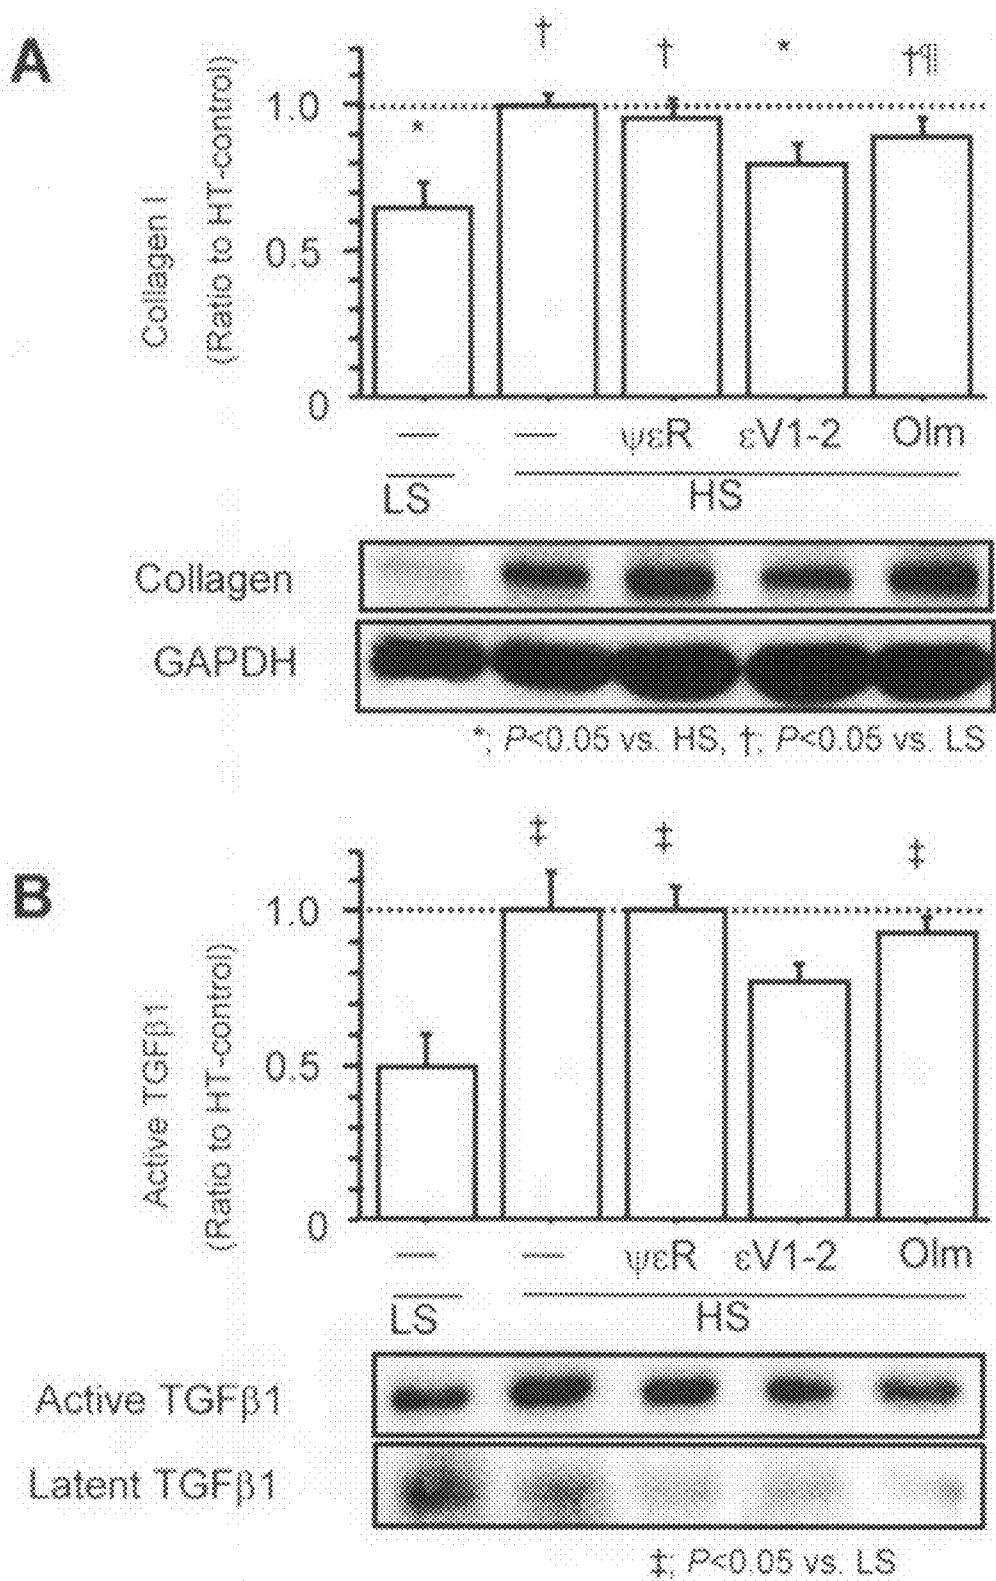 A
†
†
*
†¶
1.0
*
Collagen I
(Ratio to HT-control)
0.5
0
— — ψεR εV1-2 Olm
LS HS
Collagen
GAPDH
*; P<0.05 vs. HS, †; P<0.05 vs. LS
B
‡
‡
‡
1.0
Active TGFβ1
(Ratio to HT-control)
0.5
0
— — ψεR εV1-2 Olm
LS HS
Active TGFβ1
Latent TGFβ1
‡; P<0.05 vs. LS